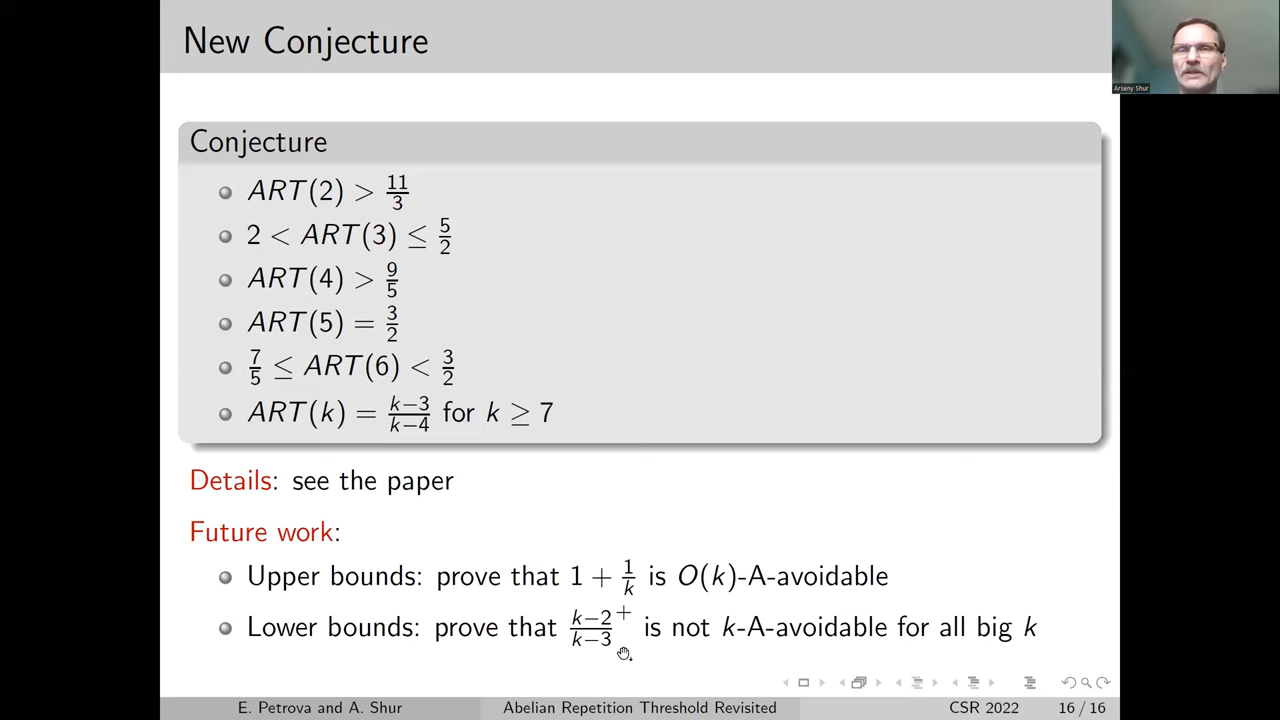 New Conjecture
Arseny Shur
Conjecture
ART(2) > 11/3
2 < ART(3) ≤ 5/2
ART(4) > 9/5
ART(5) = 3/2
7/5 ≤ ART(6) < 3/2
ART(k) = k−3/k−4 for k ≥ 7
Details: see the paper
Future work:
Upper bounds: prove that 1 + 1/k is O(k)-A-avoidable
Lower bounds: prove that k−2/k−3⁺ is not k-A-avoidable for all big k
E. Petrova and A. Shur Abelian Repetition Threshold Revisited CSR 2022 16 / 16